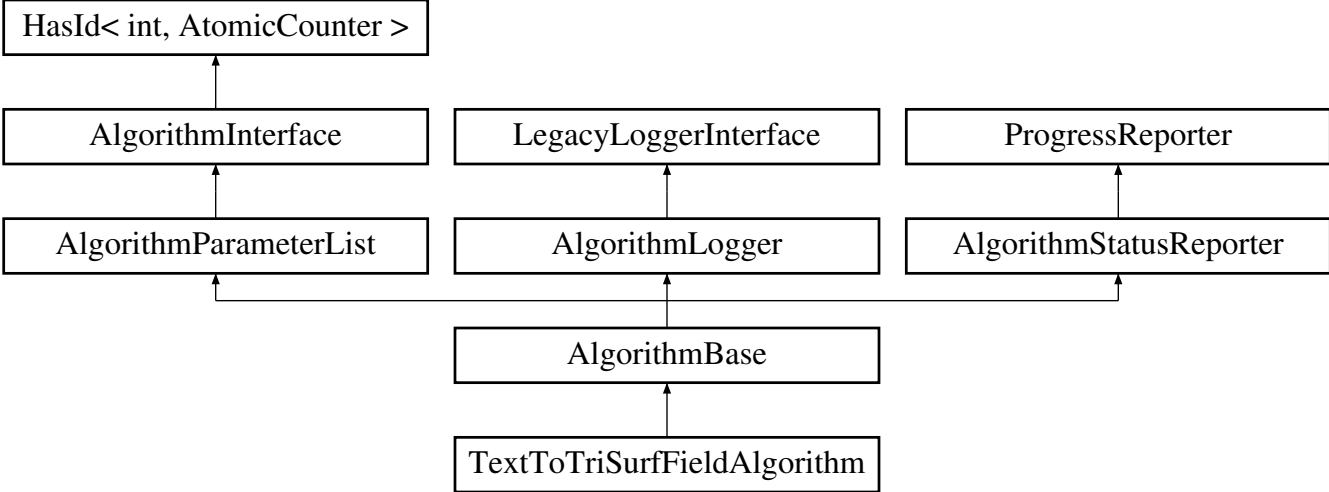 HasId< int, AtomicCounter >
AlgorithmInterface
LegacyLoggerInterface
ProgressReporter
AlgorithmParameterList
AlgorithmLogger
AlgorithmStatusReporter
AlgorithmBase
TextToTriSurfFieldAlgorithm